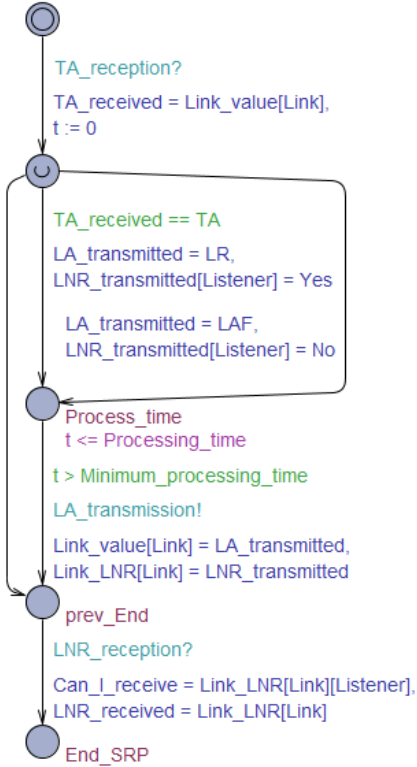 TA_reception?
TA_received = Link_value[Link],
t := 0
TA_received == TA
LA_transmitted = LR,
LNR_transmitted[Listener] = Yes
LA_transmitted = LAF,
LNR_transmitted[Listener] = No
Process_time
t <= Processing_time
t > Minimum_processing_time
LA_transmission!
Link_value[Link] = LA_transmitted,
Link_LNR[Link] = LNR_transmitted
prev_End
LNR_reception?
Can_I_receive = Link_LNR[Link][Listener],
LNR_received = Link_LNR[Link]
End_SRP